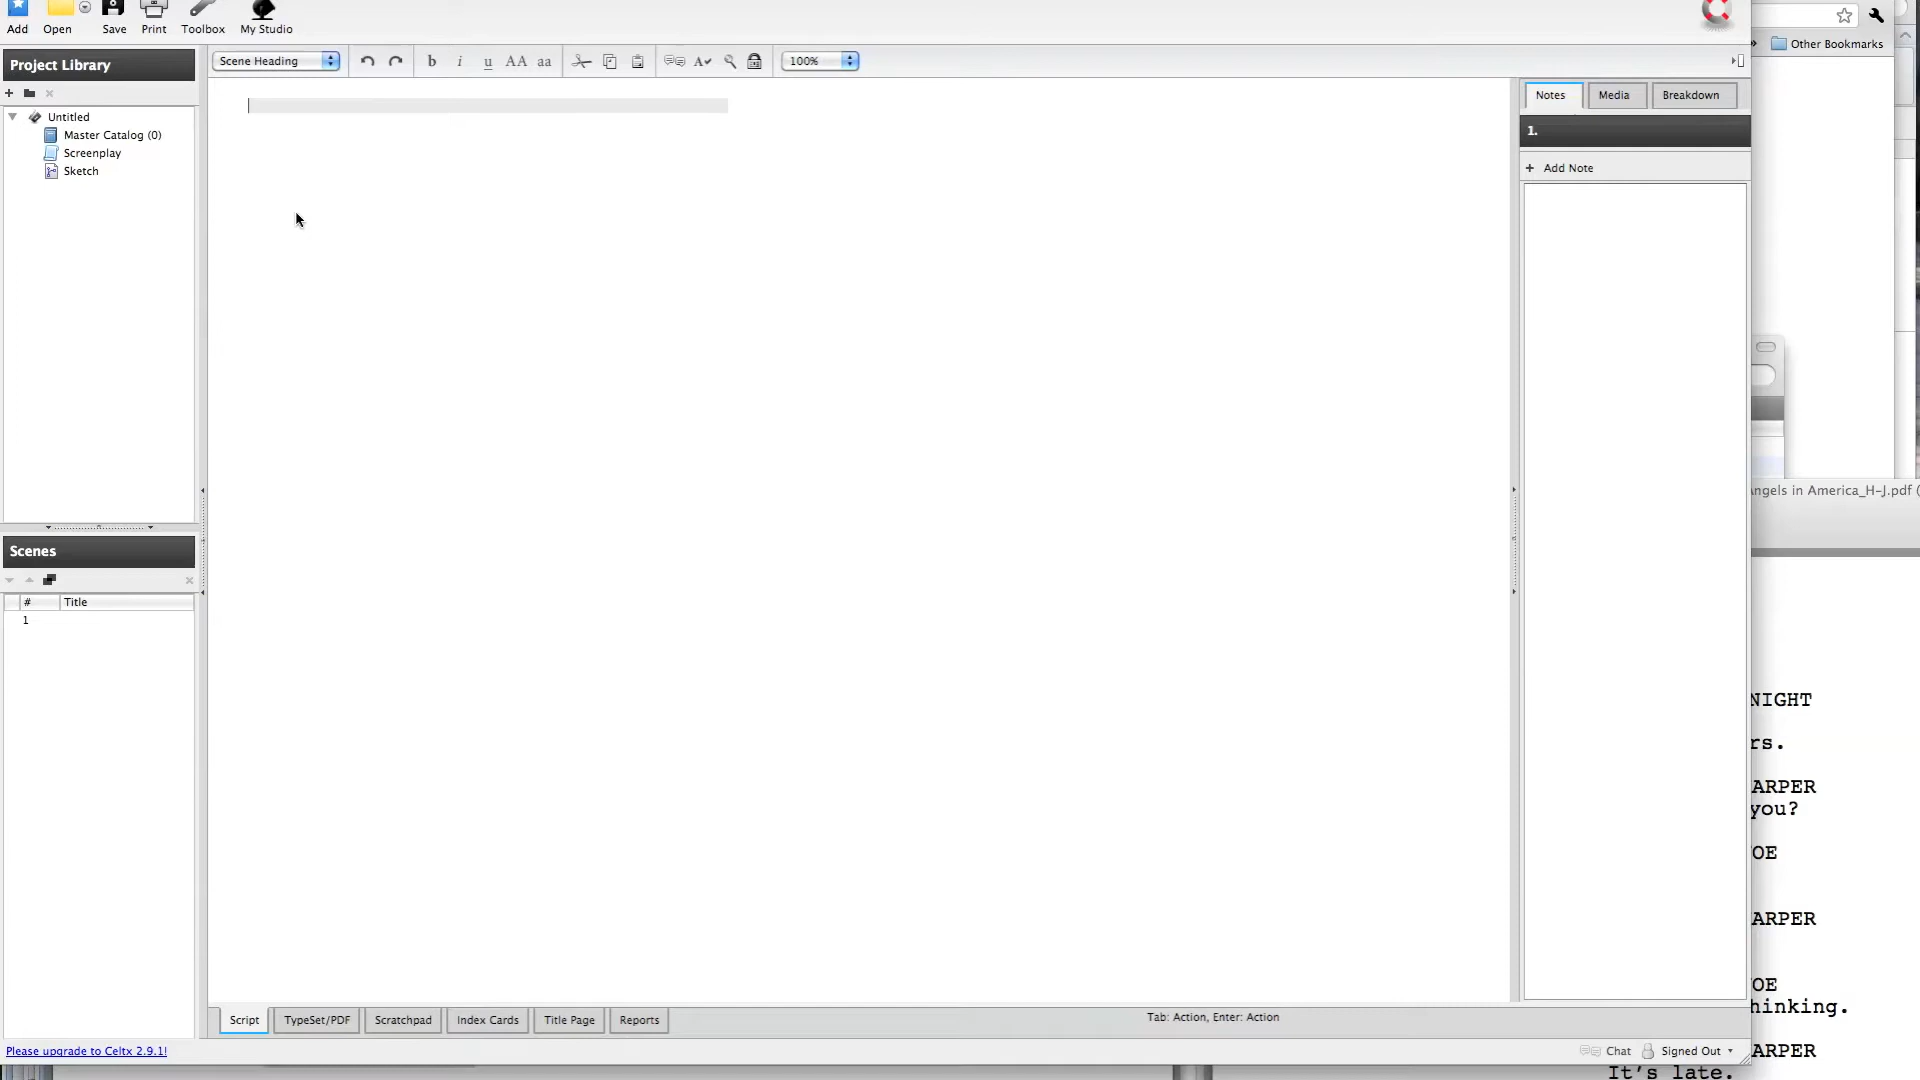 Add Open Save Print Toolbox My Studio
Other Bookmarks
Project Library
Scene Heading
b i u AA aa
100%
Untitled
Master Catalog (0)
Screenplay
Sketch
Notes Media Breakdown
1.
+ Add Note
ngels in America_H-J.pdf (
Scenes
# Title
1
NIGHT
rs.
ARPER
you?
OE
ARPER
OE
hinking.
ARPER
It's late.
Script TypeSet/PDF Scratchpad Index Cards Title Page Reports
Tab: Action, Enter: Action
Please upgrade to Celtx 2.9.1!
Chat Signed Out